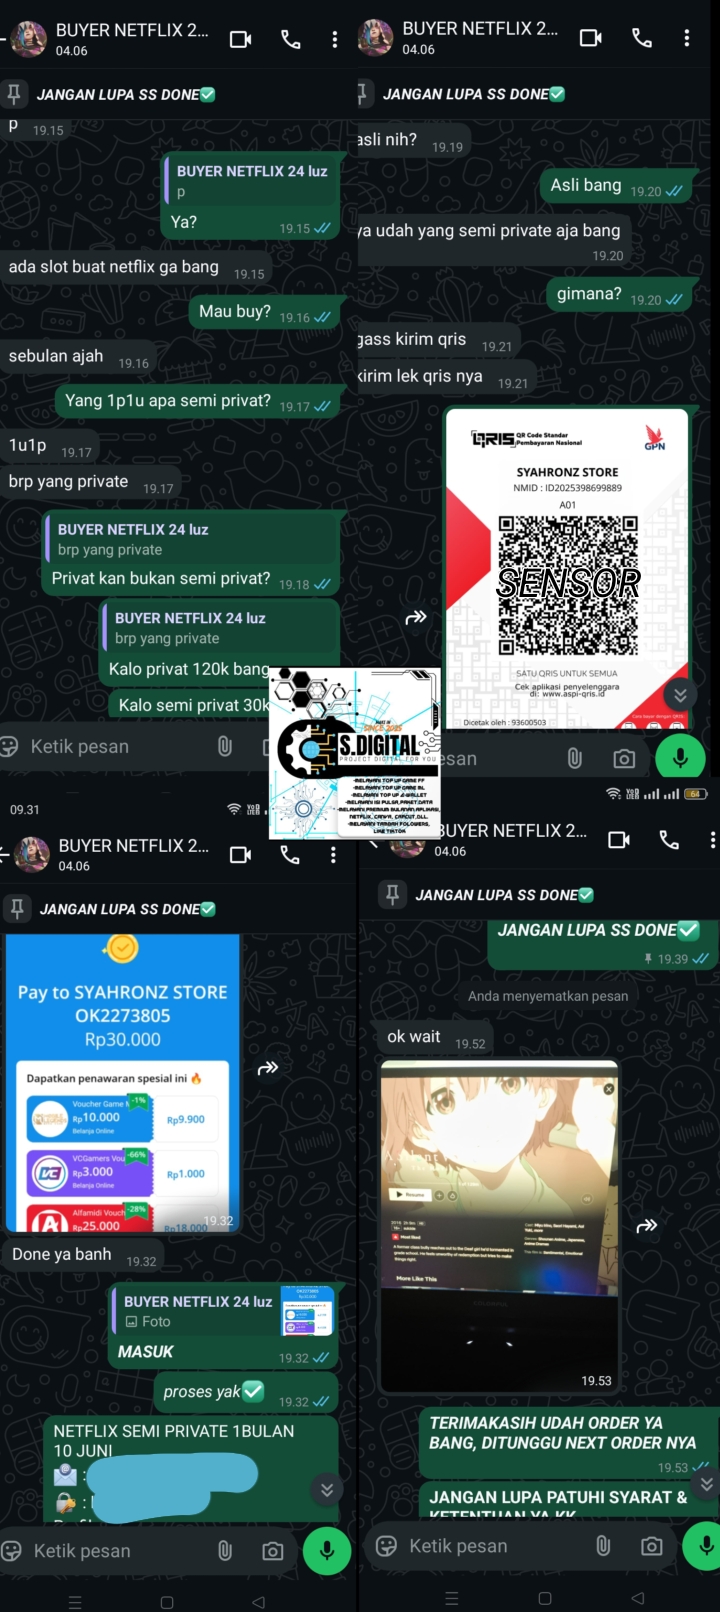 BUYER NETFLIX 2...
04.06
JANGAN LUPA SS DONE✅
p 19.15
BUYER NETFLIX 24 luz
p
Ya? 19.15
ada slot buat netflix ga bang 19.15
Mau buy? 19.16
sebulan ajah 19.16
Yang 1p1u apa semi privat? 19.17
1u1p 19.17
brp yang private 19.17
BUYER NETFLIX 24 luz
brp yang private
Privat kan bukan semi privat? 19.18
BUYER NETFLIX 24 luz
brp yang private
Kalo privat 120k bang
Kalo semi privat 30k
Ketik pesan
BUYER NETFLIX 2...
04.06
JANGAN LUPA SS DONE✅
asli nih? 19.19
Asli bang 19.20
ya udah yang semi private aja bang
19.20
gimana? 19.20
gass kirim qris 19.21
kirim lek qris nya 19.21
QRIS QR Code Standar
Pembayaran Nasional
GPN
SYAHRONZ STORE
NMID : ID2025398699889
A01
SENSOR
SATU QRIS UNTUK SEMUA
Cek aplikasi penyelenggara
di: www.aspi-qris.id
Dicetak oleh : 93600503
esan
SINCE 2025
S.DIGITAL
PROJECT DIGITAL FOR YOU
-MELAYANI TOP UP GAME FF
-MELAYANI TOP UP GAME ML
-MELAYANI TOP UP E-WALLET
-MELAYANI ISI PULSA,PAKET DATA
-MELAYANI PREMIUM BULANAN APLIKASI
NETFLIX, CANVA, CAPCUT ,DLL.
-MELAYANI TAMBAH FOLOWERS,
LIKE TIKTOK
09.31
BUYER NETFLIX 2...
04.06
JANGAN LUPA SS DONE✅
Pay to SYAHRONZ STORE
OK2273805
Rp30.000
Dapatkan penawaran spesial ini 🔥
Voucher Game -1%
Rp10.000 Rp9.900
Belanja Online
VCGamers Vou -66%
Rp3.000 Rp1.000
Belanja Online
Alfamidi Vouch -28%
Rp25.000 Rp18.000
19.32
Done ya banh 19.32
BUYER NETFLIX 24 luz
Foto
MASUK 19.32
proses yak✅ 19.32
NETFLIX SEMI PRIVATE 1BULAN
10 JUNI
Ketik pesan
64
BUYER NETFLIX 2...
04.06
JANGAN LUPA SS DONE✅
JANGAN LUPA SS DONE✅
19.39
Anda menyematkan pesan
ok wait 19.52
Resume
Most liked
More Like This
19.53
TERIMAKASIH UDAH ORDER YA
BANG, DITUNGGU NEXT ORDER NYA
19.53
JANGAN LUPA PATUHI SYARAT &
KETENTUAN YA KK
Ketik pesan